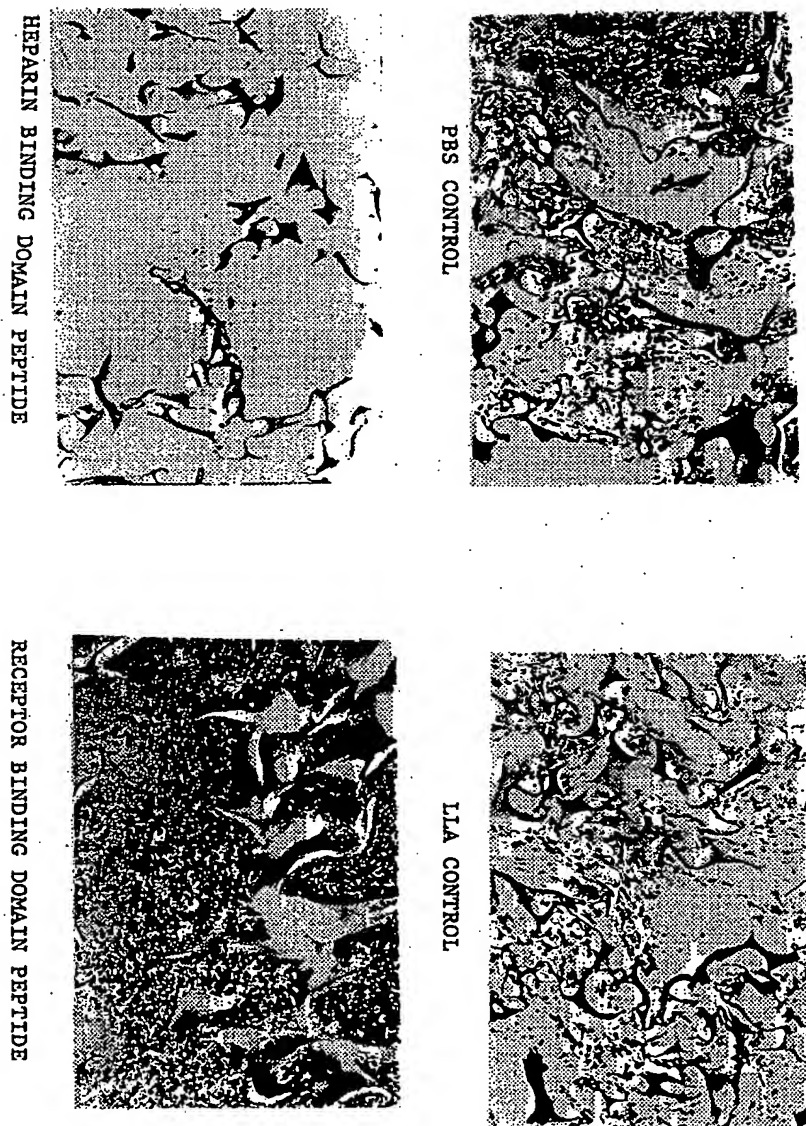 PBS CONTROL
LLA CONTROL
HEPARIN BINDING DOMAIN PEPTIDE
RECEPTOR BINDING DOMAIN PEPTIDE